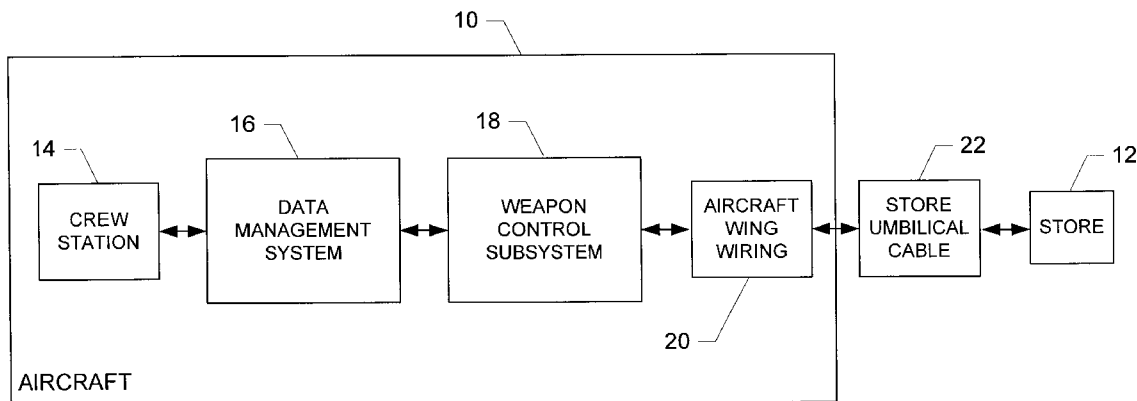 10
16
18
14
22
12
CREW
STATION
DATA
MANAGEMENT
SYSTEM
WEAPON
CONTROL
SUBSYSTEM
AIRCRAFT
WING
WIRING
STORE
UMBILICAL
CABLE
STORE
20
AIRCRAFT